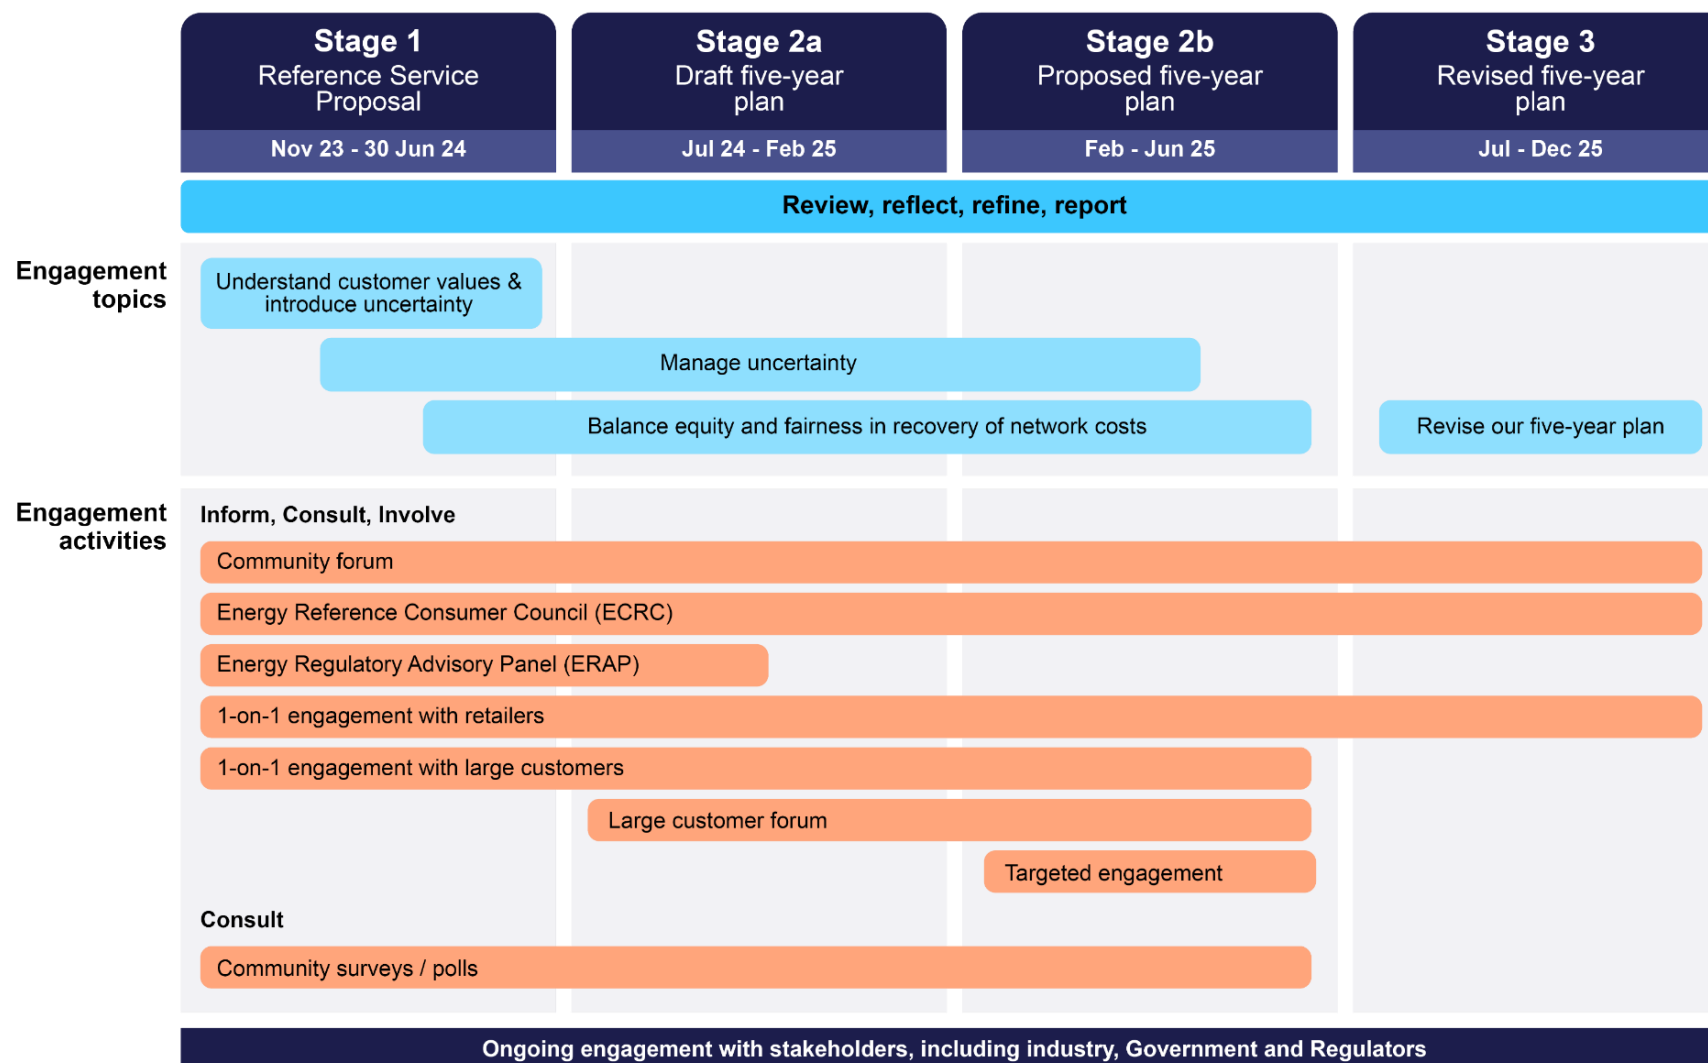 Stage 1
Reference Service
Proposal
Nov 23 - 30 Jun 24
Stage 2a
Draft five-year
plan
Jul 24 - Feb 25
Stage 2b
Proposed five-year
plan
Feb - Jun 25
Stage 3
Revised five-year
plan
Jul - Dec 25
Review, reflect, refine, report
Engagement
topics
Understand customer values &
introduce uncertainty
Manage uncertainty
Balance equity and fairness in recovery of network costs
Revise our five-year plan
Engagement
activities
Inform, Consult, Involve
Community forum
Energy Reference Consumer Council (ECRC)
Energy Regulatory Advisory Panel (ERAP)
1-on-1 engagement with retailers
1-on-1 engagement with large customers
Large customer forum
Targeted engagement
Consult
Community surveys / polls
Ongoing engagement with stakeholders, including industry, Government and Regulators